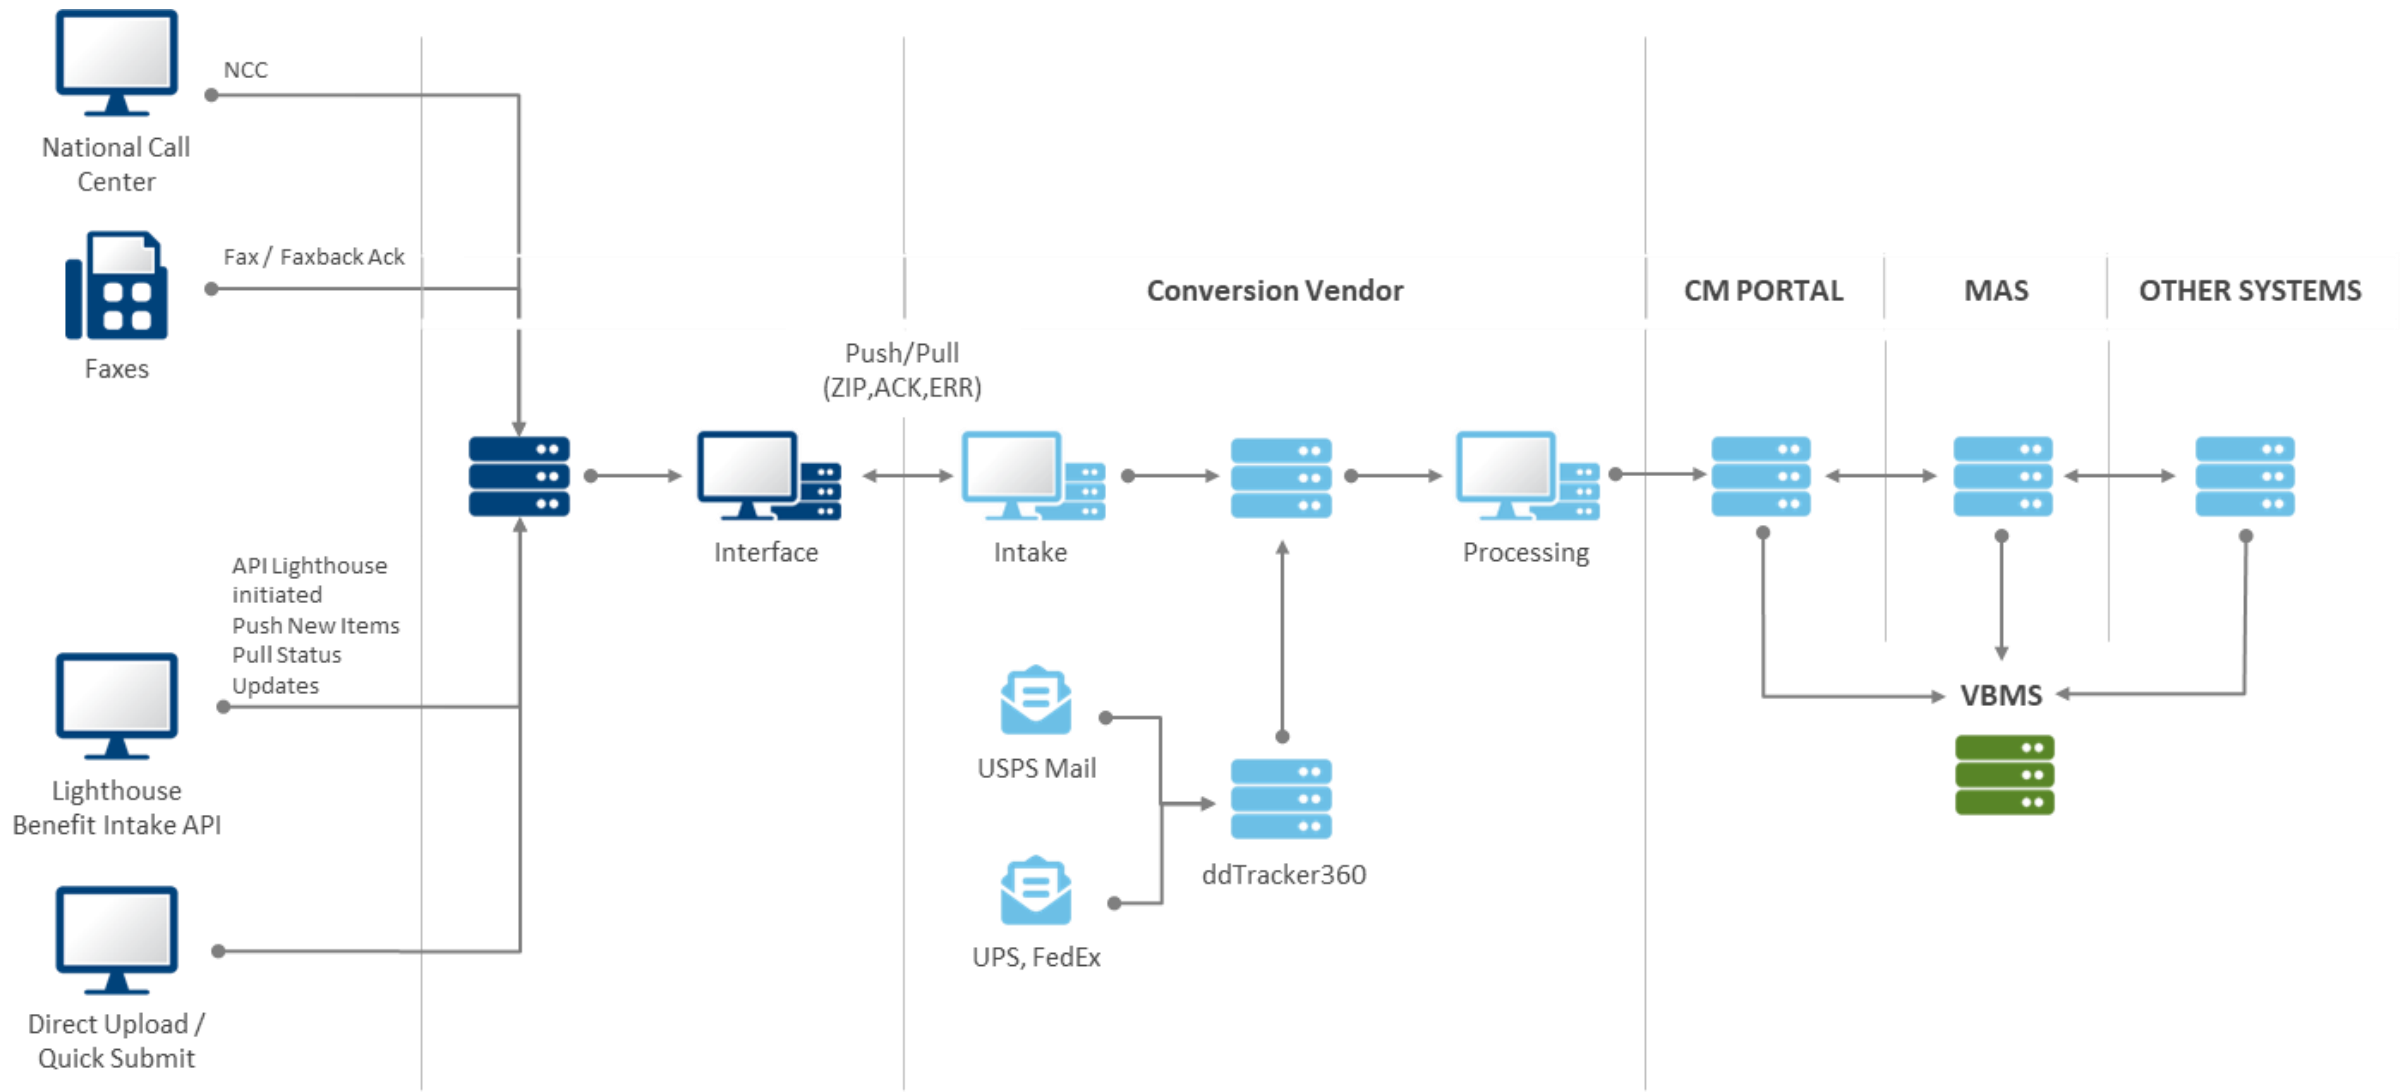 NCC
National Call
Center
Fax / Faxback Ack
Faxes
Conversion Vendor
CM PORTAL
MAS
OTHER SYSTEMS
Push/Pull
(ZIP,ACK,ERR)
Interface
Intake
Processing
API Lighthouse
initiated
Push New Items
Pull Status
Updates
Lighthouse
Benefit Intake API
USPS Mail
VBMS
ddTracker360
UPS, FedEx
Direct Upload /
Quick Submit